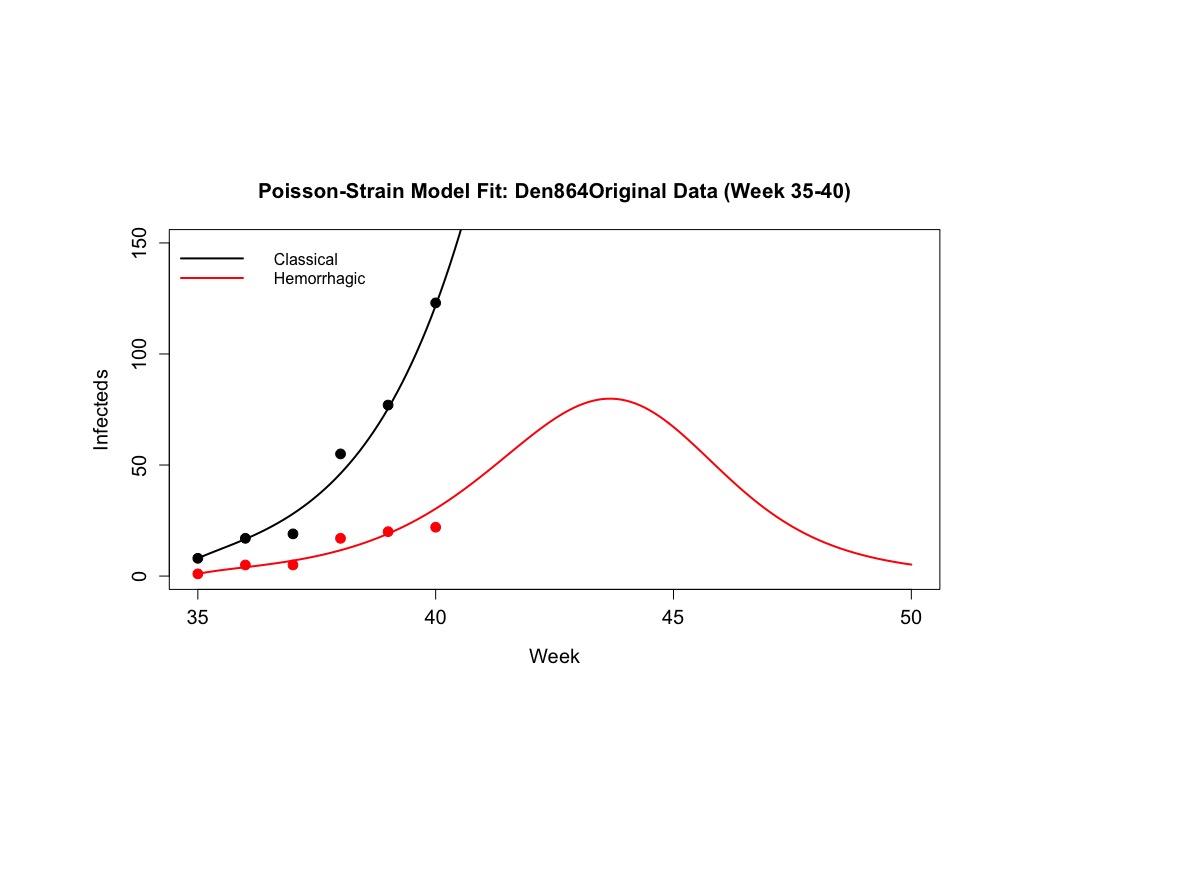 Poisson-Strain Model Fit: Den864Original Data (Week 35-40)
Classical
Hemorrhagic
150
100
50
0
Infecteds
35 40 45 50
Week